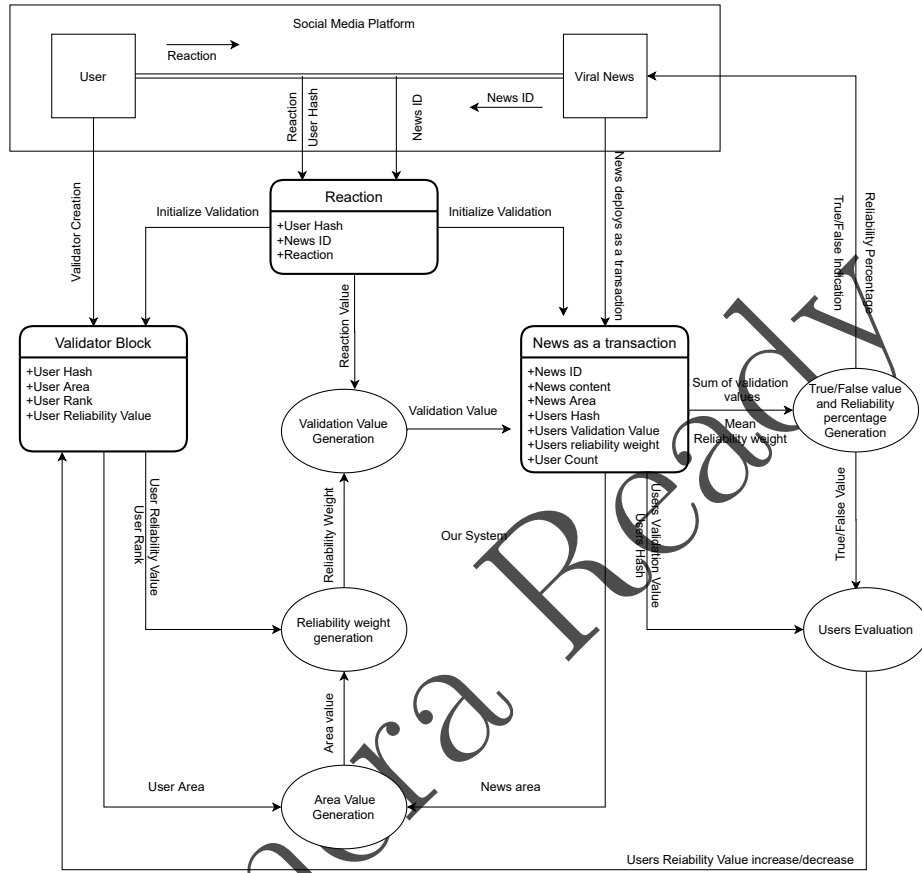 Social Media Platform
Reaction
User
Viral News
News ID
Reaction
User Hash
News ID
Validator Creation
News deploys as a transaction
True/False Indication
Reliability Percentage
Reaction
+User Hash
+News ID
+Reaction
Initialize Validation
Initialize Validation
Reaction Value
Validator Block
+User Hash
+User Area
+User Rank
+User Reliability Value
News as a transaction
+News ID
+News content
+News Area
+Users Hash
+Users Validation Value
+Users reliability weight
+User Count
Validation Value
Generation
Validation Value
Sum of validation
values
Mean
Reliability weight
True/False value
and Reliability
percentage
Generation
User Reliability Value
User Rank
Reliability Weight
Our System
Users Validation Value
Users Hash
True/False Value
Reliability weight
generation
Users Evaluation
Area value
User Area
Area Value
Generation
News area
Users Reiability Value increase/decrease
era Ready